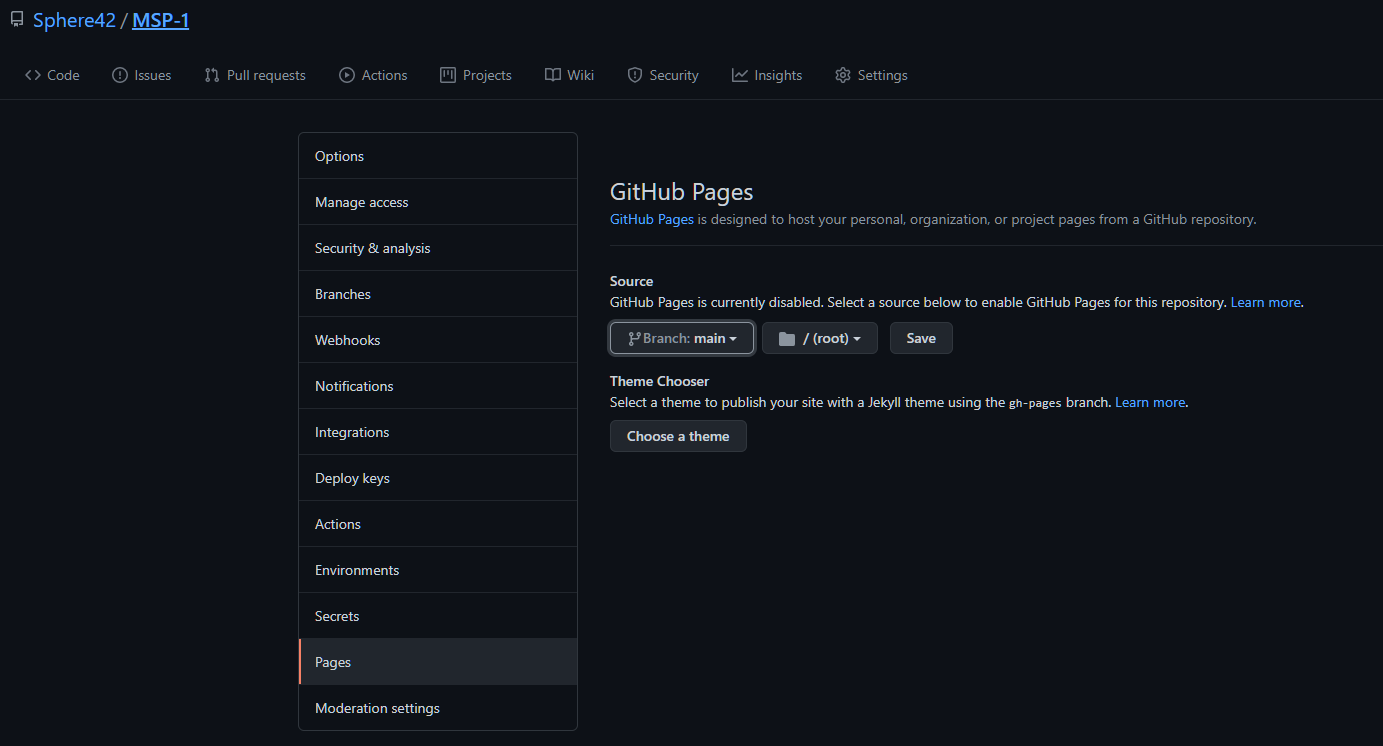 Sphere42 / MSP-1
Code Issues Pull requests Actions Projects Wiki Security Insights Settings
Options
Manage access
Security & analysis
Branches
Webhooks
Notifications
Integrations
Deploy keys
Actions
Environments
Secrets
Pages
Moderation settings
GitHub Pages
GitHub Pages is designed to host your personal, organization, or project pages from a GitHub repository.
Source
GitHub Pages is currently disabled. Select a source below to enable GitHub Pages for this repository. Learn more.
Branch: main / (root) Save
Theme Chooser
Select a theme to publish your site with a Jekyll theme using the gh-pages branch. Learn more.
Choose a theme